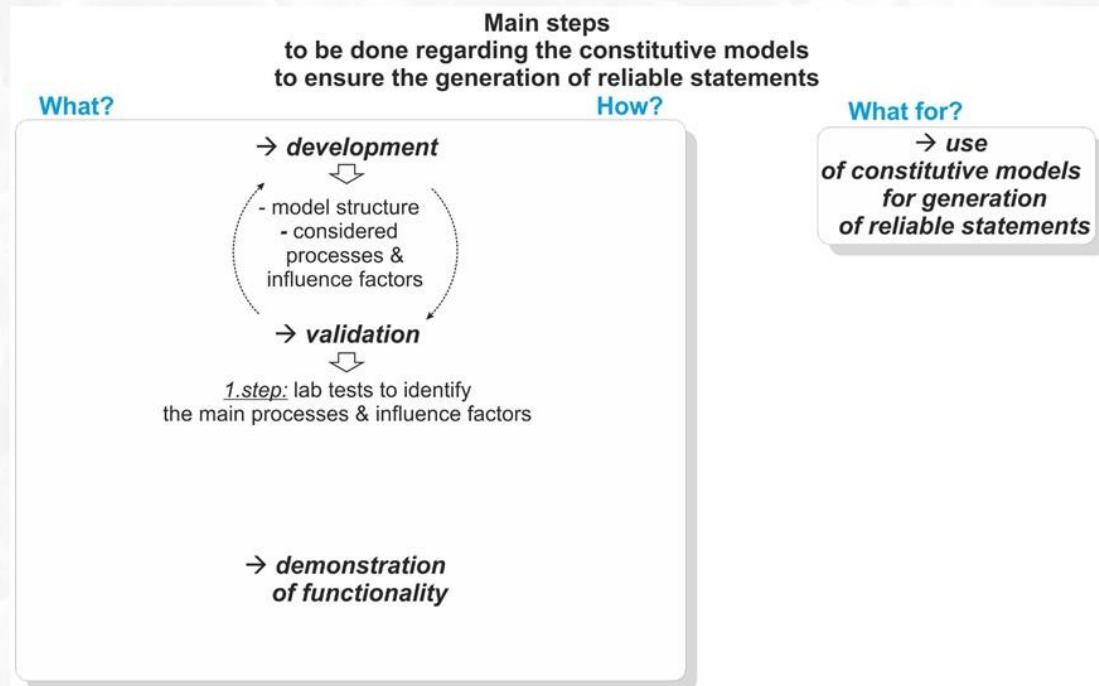 Main steps
to be done regarding the constitutive models
to ensure the generation of reliable statements
What?
How?
What for?
→ development
- model structure
- considered
processes &
influence factors
→ validation
1.step: lab tests to identify
the main processes & influence factors
→ demonstration
of functionality
→ use
of constitutive models
for generation
of reliable statements